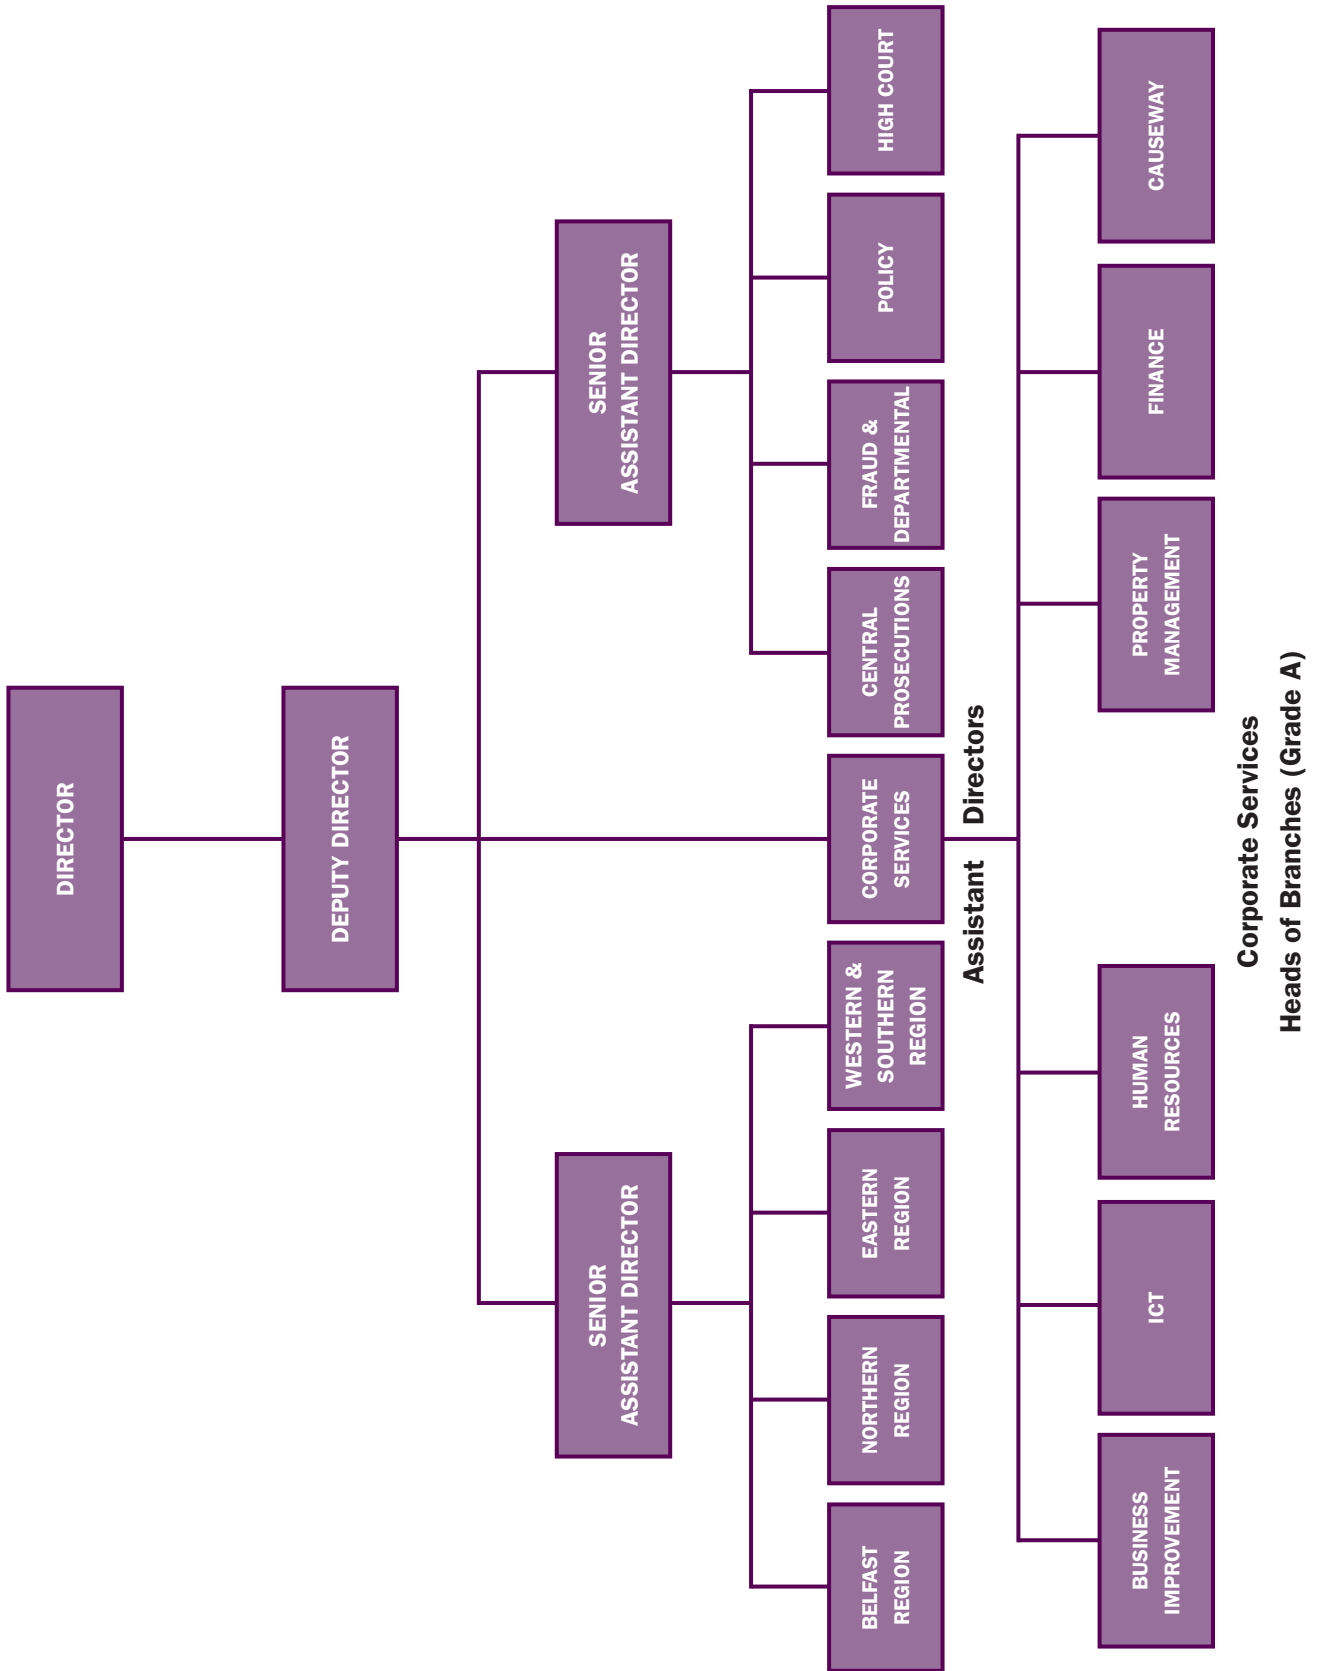 DIRECTOR
DEPUTY DIRECTOR
SENIOR
ASSISTANT DIRECTOR
SENIOR
ASSISTANT DIRECTOR
BELFAST
REGION
NORTHERN
REGION
EASTERN
REGION
WESTERN &
SOUTHERN
REGION
CORPORATE
SERVICES
CENTRAL
PROSECUTIONS
FRAUD &
DEPARTMENTAL
POLICY
HIGH COURT
Assistant Directors
BUSINESS
IMPROVEMENT
ICT
HUMAN
RESOURCES
PROPERTY
MANAGEMENT
FINANCE
CAUSEWAY
Corporate Services
Heads of Branches (Grade A)